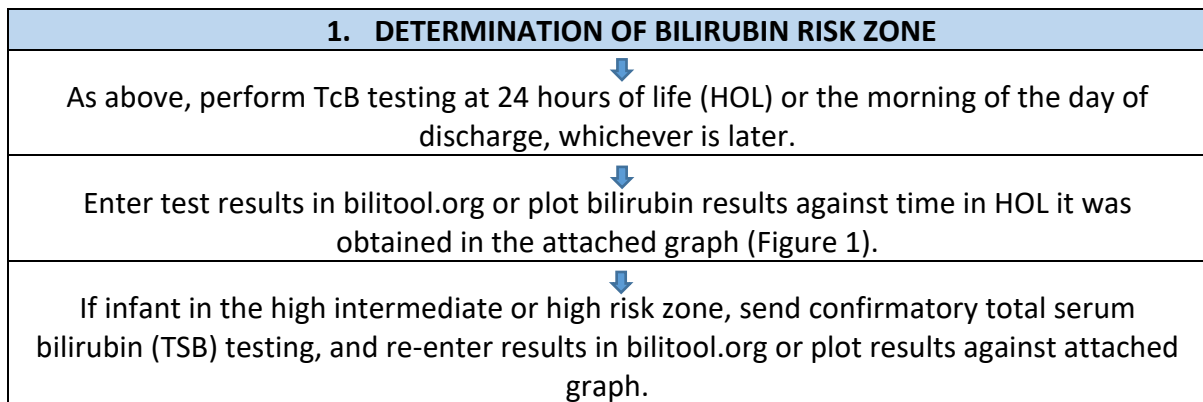 1. DETERMINATION OF BILIRUBIN RISK ZONE
As above, perform TcB testing at 24 hours of life (HOL) or the morning of the day of
discharge, whichever is later.
Enter test results in bilitool.org or plot bilirubin results against time in HOL it was
obtained in the attached graph (Figure 1).
If infant in the high intermediate or high risk zone, send confirmatory total serum
bilirubin (TSB) testing, and re-enter results in bilitool.org or plot results against attached
graph.